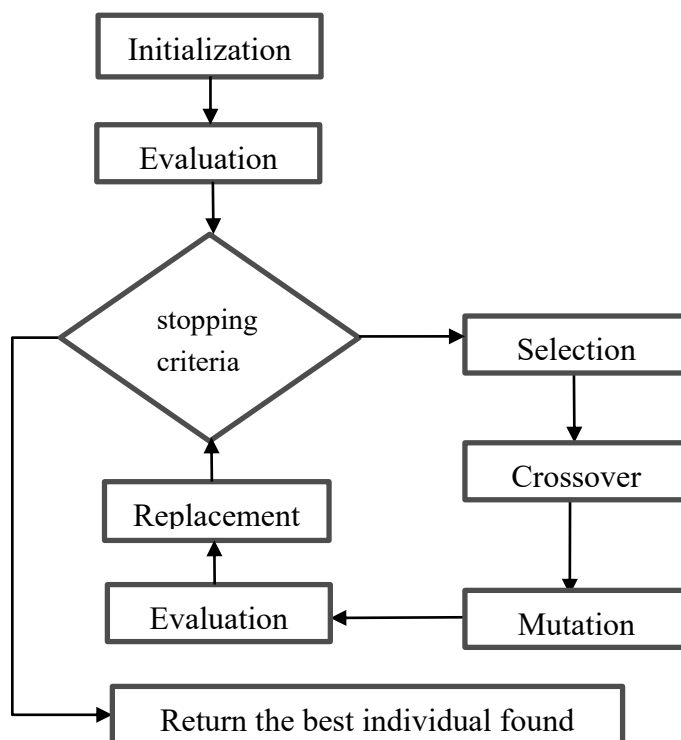 Initialization
Evaluation
stopping
criteria
Selection
Crossover
Replacement
Evaluation
Mutation
Return the best individual found